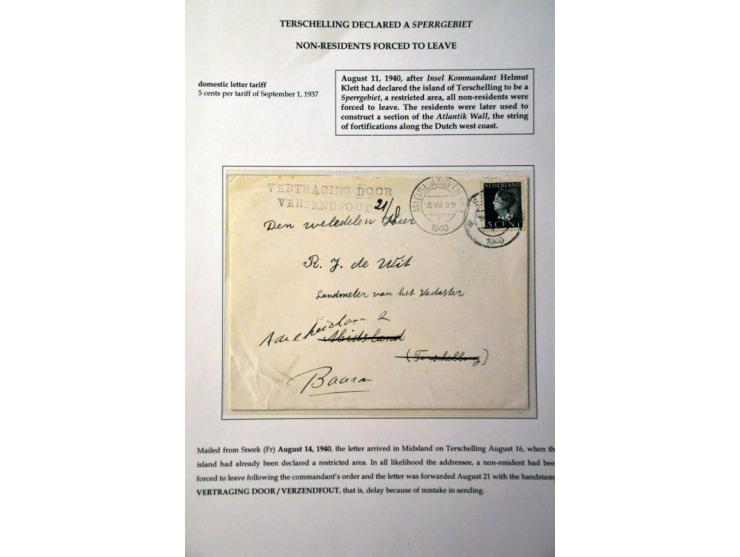 TERSCHELLING DECLARED A SPERRGEBIET
NON-RESIDENTS FORCED TO LEAVE
domestic letter tariff
5 cents per tariff of September 1, 1937
August 11, 1940, after Insel Kommandant Helmut
Klett had declared the island of Terschelling to be a
Sperrgebiet, a restricted area, all non-residents were
forced to leave. The residents were later used to
construct a section of the Atlantik Wall, the string
of fortifications along the Dutch west coast.
VERTRAGING DOOR
VERZENDFOUT 21/8
MIDSLAND
1940
NEDERLAND
5 CENT
1940
Den weledelen Heer
R. J. de Wit
Landmeter van het Kadaster
Midsland
(Terschelling)
Baarn
Mailed from Sneek (Fr) August 14, 1940, the letter arrived in Midsland on Terschelling August 16, when th
island had already been declared a restricted area. In all likelihood the addressee, a non-resident had bee
forced to leave following the commandant's order and the letter was forwarded August 21 with the handstam
VERTRAGING DOOR/VERZENDFOUT, that is, delay because of mistake in sending.